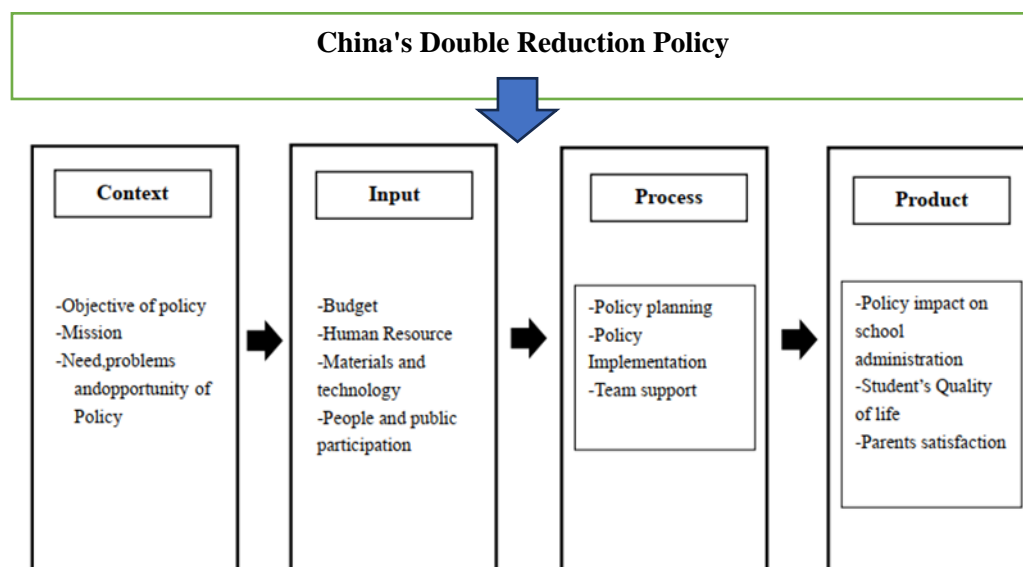 China's Double Reduction Policy
Context
-Objective of policy
-Mission
-Need,problems
andopportunity of
Policy
Input
-Budget
-Human Resource
-Materials and
technology
-People and public
participation
Process
-Policy planning
-Policy
Implementation
-Team support
Product
-Policy impact on
school
administration
-Student’s Quality
of life
-Parents satisfaction